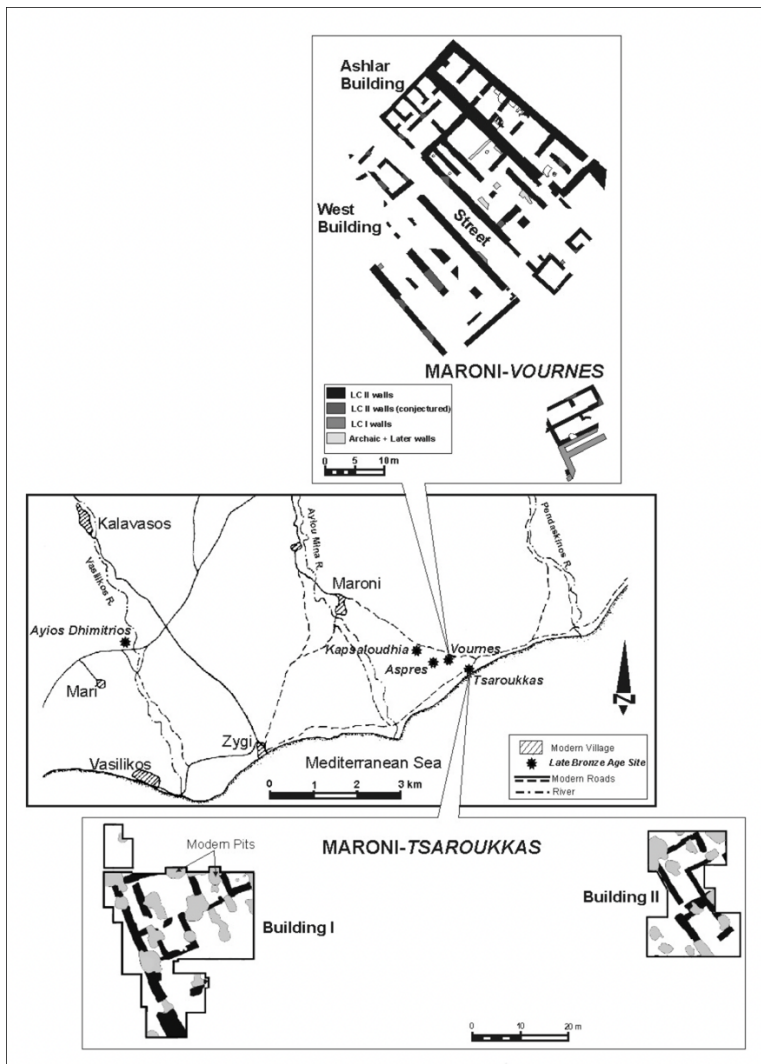 Ashlar
Building
West
Building
Street
MARONI-VOURNES
LC II walls
LC II walls (conjectured)
LC I walls
Archaic + Later walls
0 5 10 m
Kalavasos
Vasilikos R.
Ayiou Mina R.
Pendaskinos R.
Maroni
Ayios Dhimitrios
Kapsaloudhia
Vournes
Aspres
Tsaroukkas
Mari
Zygi
Vasilikos
Mediterranean Sea
0 1 2 3 km
N
Modern Village
Late Bronze Age Site
Modern Roads
River
MARONI-TSAROUKKAS
Modern Pits
Building I
Building II
0 10 20 m